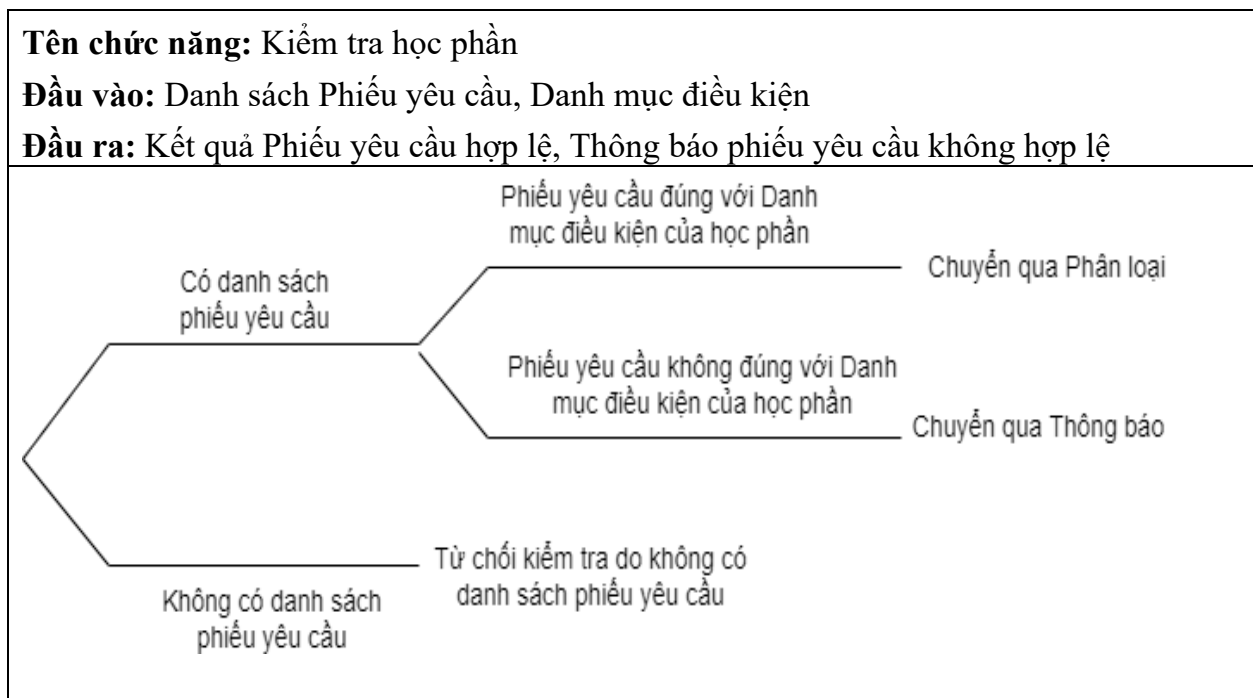 Tên chức năng: Kiểm tra học phần
Đầu vào: Danh sách Phiếu yêu cầu, Danh mục điều kiện
Đầu ra: Kết quả Phiếu yêu cầu hợp lệ, Thông báo phiếu yêu cầu không hợp lệ
Phiếu yêu cầu đúng với Danh
mục điều kiện của học phần
Chuyển qua Phân loại
Có danh sách
phiếu yêu cầu
Phiếu yêu cầu không đúng với Danh
mục điều kiện của học phần
Chuyển qua Thông báo
Từ chối kiểm tra do không có
danh sách phiếu yêu cầu
Không có danh sách
phiếu yêu cầu